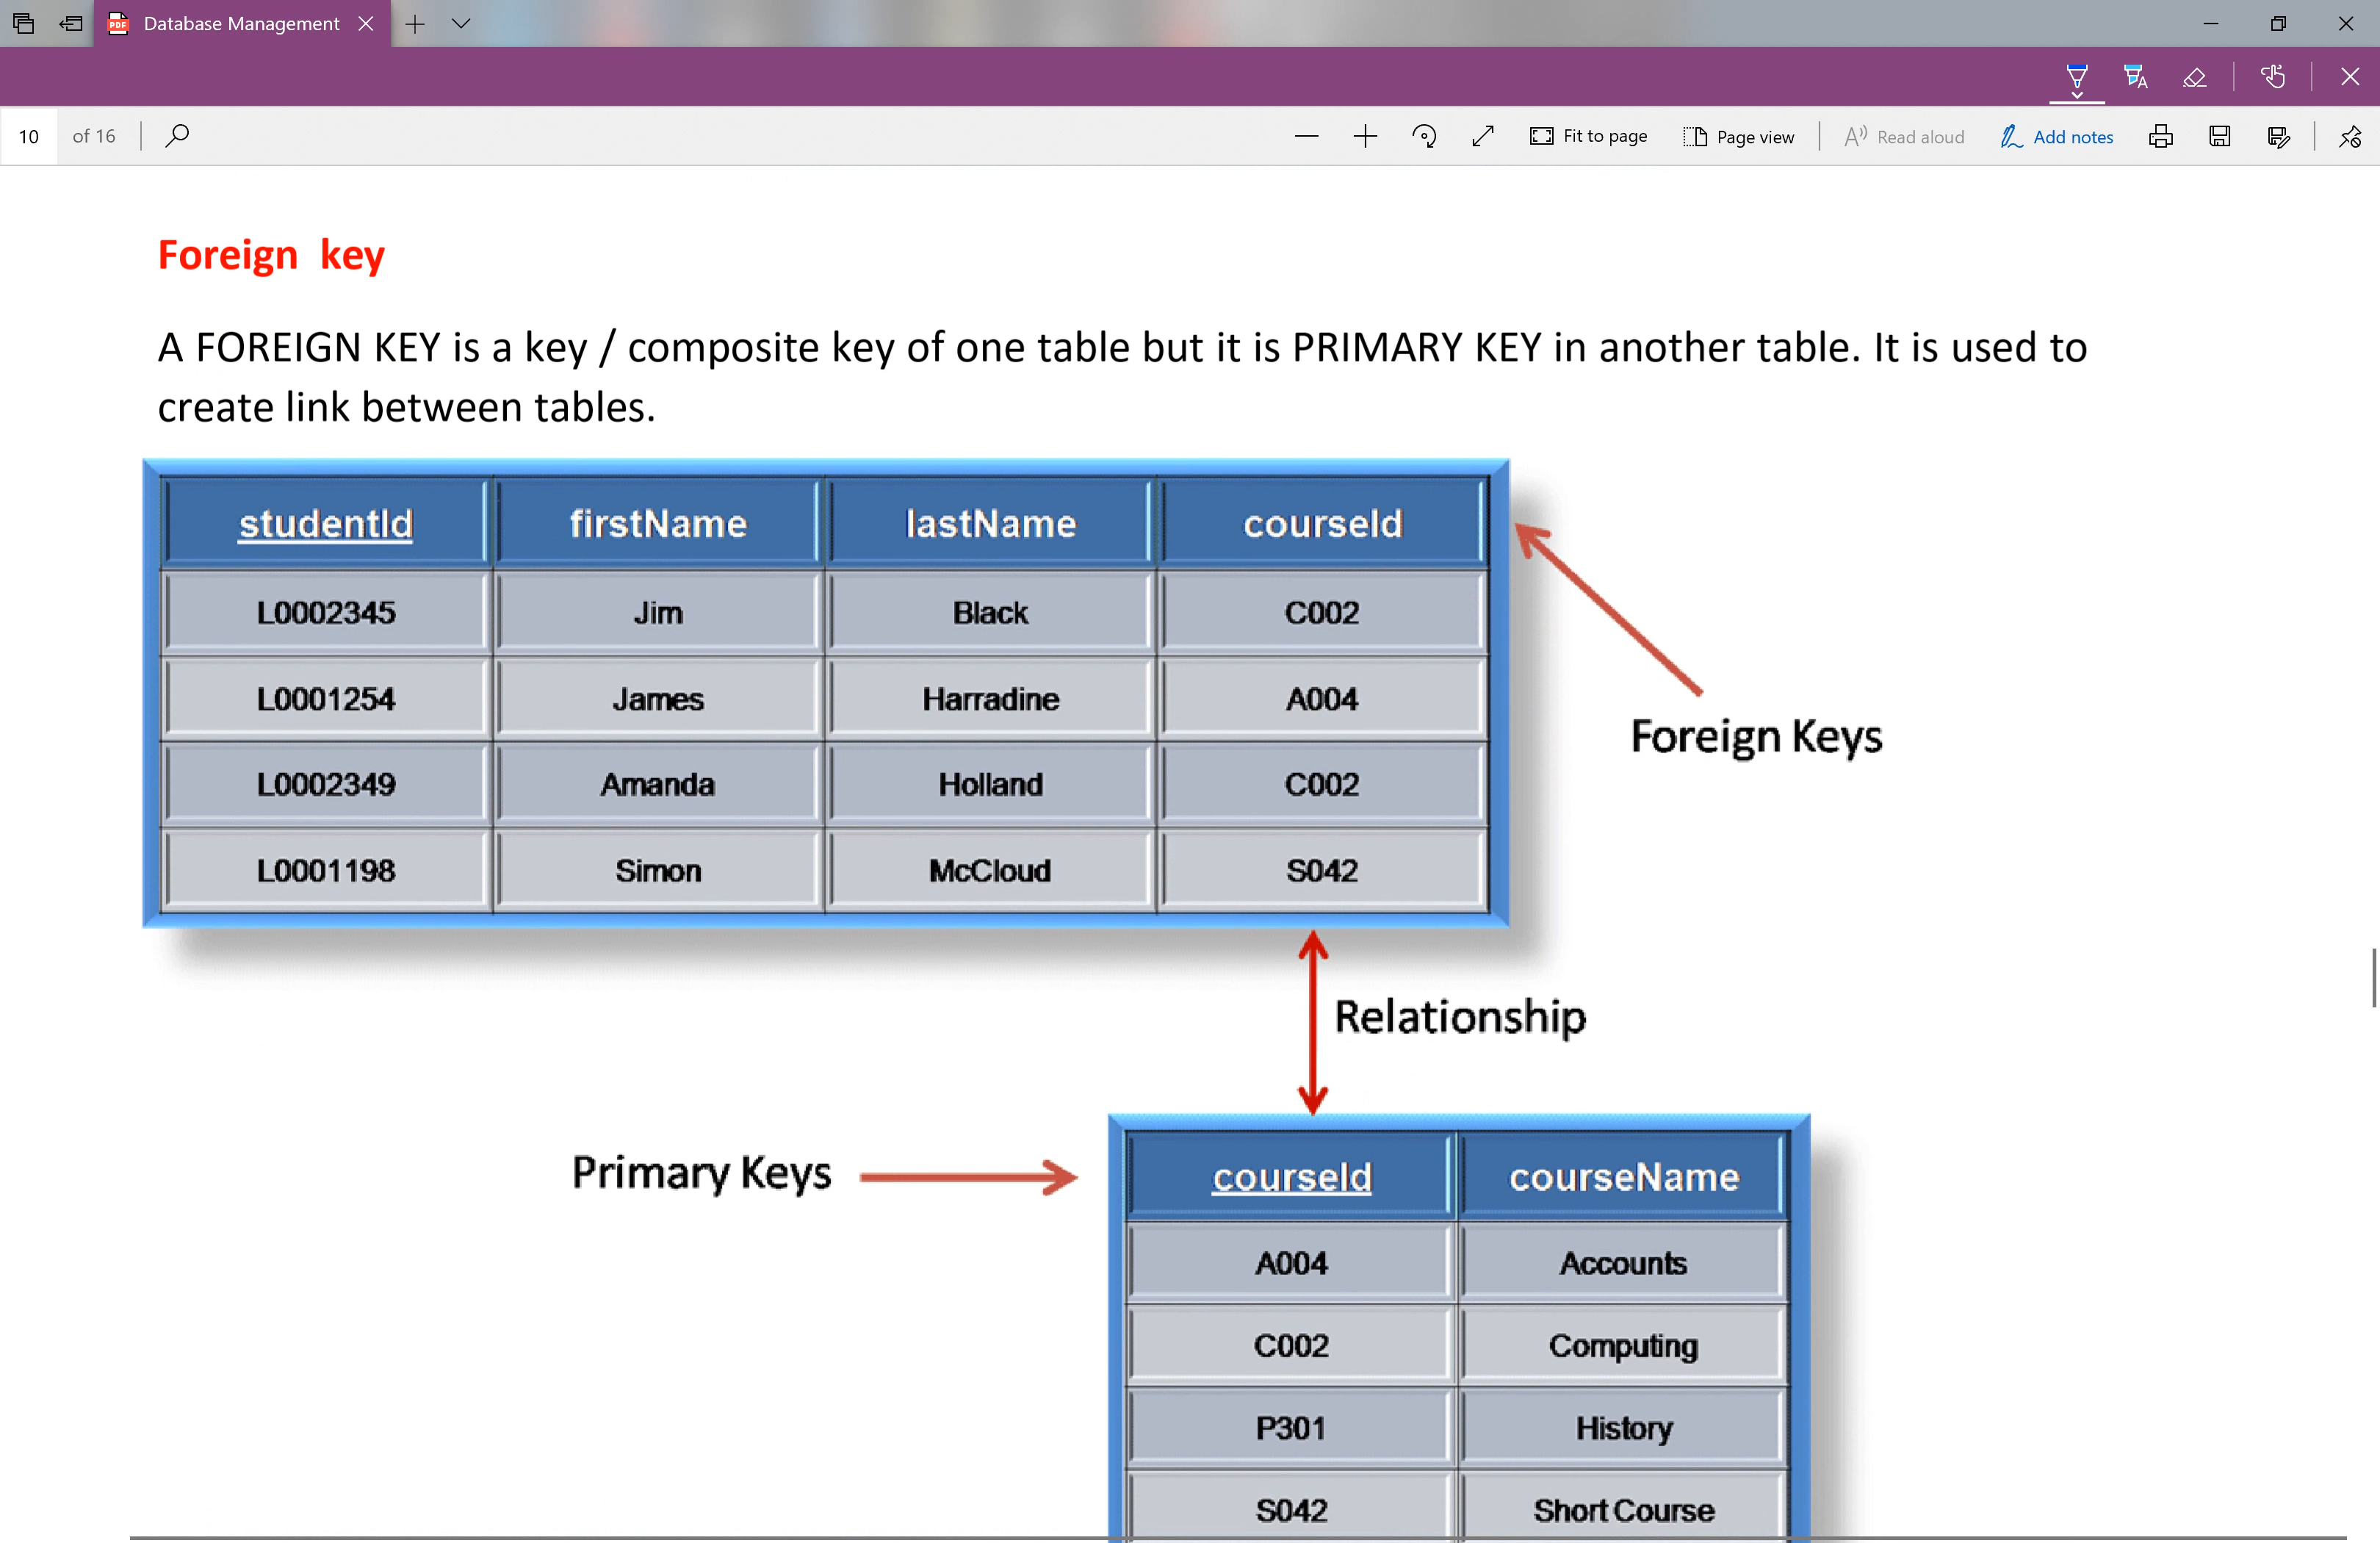 Database Management
10 of 16
Fit to page
Page view
Read aloud
Add notes
Foreign key
A FOREIGN KEY is a key / composite key of one table but it is PRIMARY KEY in another table. It is used to
create link between tables.
studentId firstName lastName courseId
L0002345 Jim Black C002
L0001254 James Harradine A004
L0002349 Amanda Holland C002
L0001198 Simon McCloud S042
Foreign Keys
Relationship
Primary Keys
courseId courseName
A004 Accounts
C002 Computing
P301 History
S042 Short Course